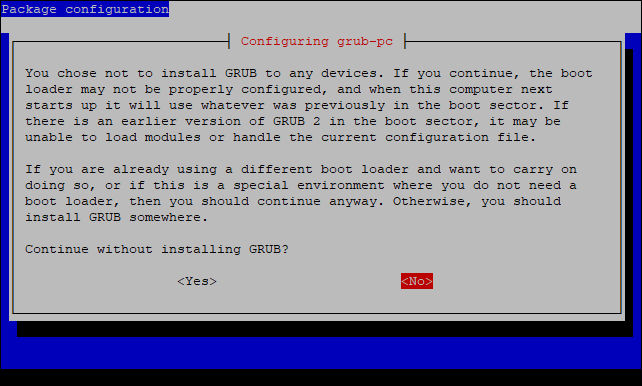 Package configuration
Configuring grub-pc
You chose not to install GRUB to any devices. If you continue, the boot
loader may not be properly configured, and when this computer next
starts up it will use whatever was previously in the boot sector. If
there is an earlier version of GRUB 2 in the boot sector, it may be
unable to load modules or handle the current configuration file.
If you are already using a different boot loader and want to carry on
doing so, or if this is a special environment where you do not need a
boot loader, then you should continue anyway. Otherwise, you should
install GRUB somewhere.
Continue without installing GRUB?
<Yes> <No>